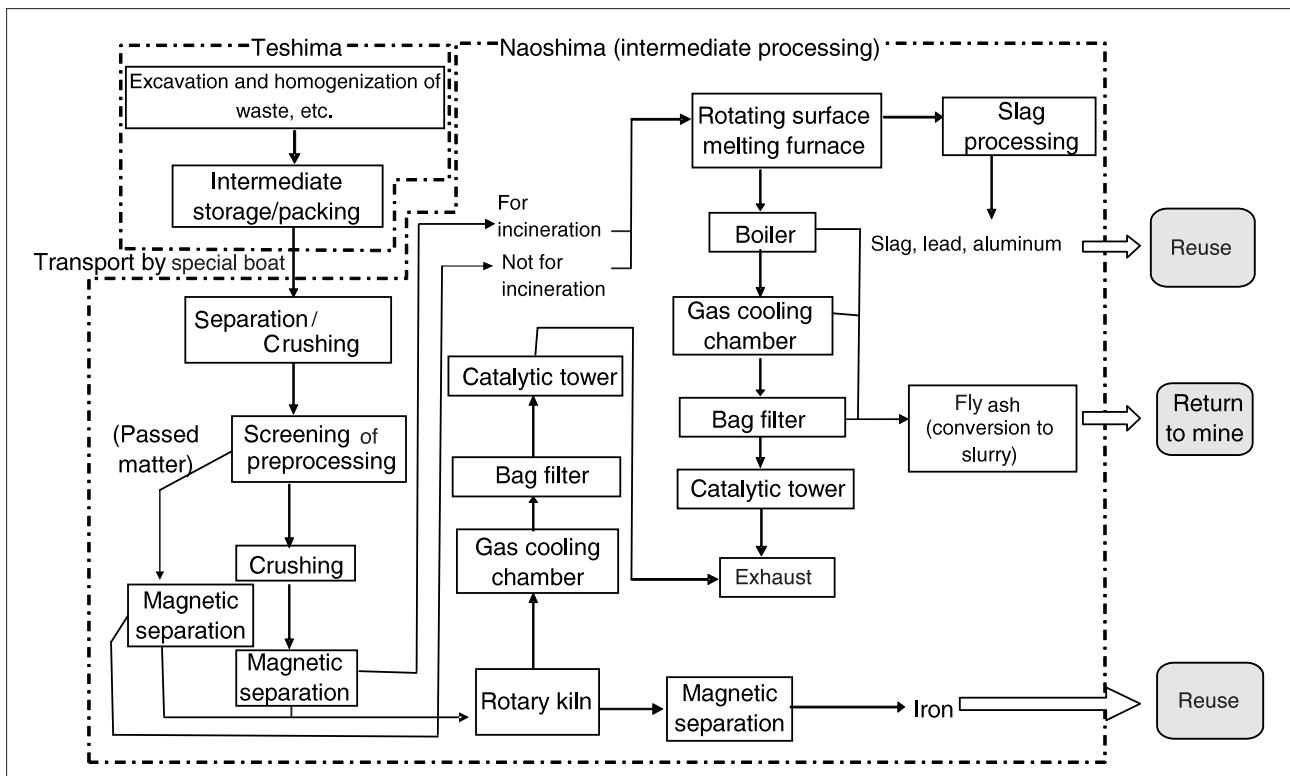 Teshima
Excavation and homogenization of
waste, etc.
Intermediate
storage/packing
Transport by special boat
Naoshima (intermediate processing)
Separation/
Crushing
(Passed
matter)
Screening of
preprocessing
Crushing
Magnetic
separation
Magnetic
separation
For
incineration
Not for
incineration
Catalytic tower
Bag filter
Gas cooling
chamber
Rotary kiln
Magnetic
separation
Iron
Reuse
Rotating surface
melting furnace
Boiler
Gas cooling
chamber
Bag filter
Catalytic tower
Exhaust
Slag
processing
Slag, lead, aluminum
Reuse
Fly ash
(conversion to
slurry)
Return
to mine